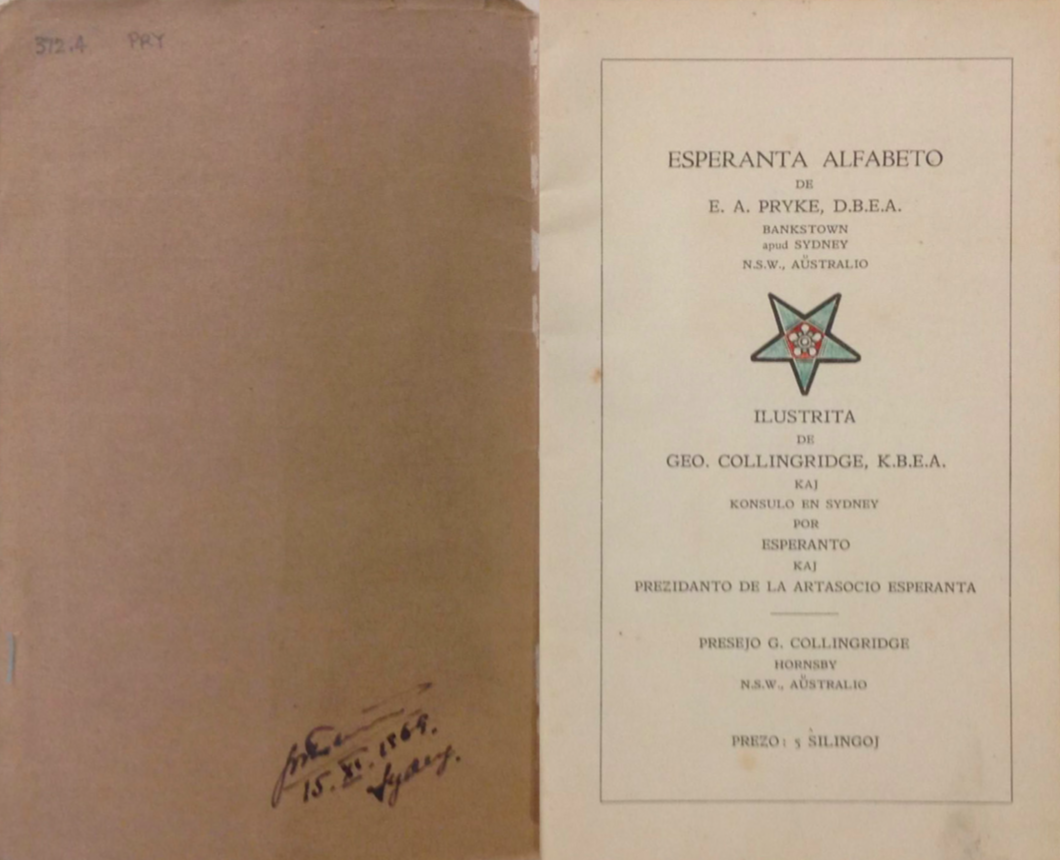 372.4 PRY
15. XI. 1969.
Sydney.
ESPERANTA ALFABETO
DE
E. A. PRYKE, D.B.E.A.
BANKSTOWN
apud SYDNEY
N.S.W., AŬSTRALIO
ILUSTRITA
DE
GEO. COLLINGRIDGE, K.B.E.A.
KAJ
KONSULO EN SYDNEY
POR
ESPERANTO
KAJ
PREZIDANTO DE LA ARTASOCIO ESPERANTA
PRESEJO G. COLLINGRIDGE
HORNSBY
N.S.W., AŬSTRALIO
PREZO: 5 ŜILINGOJ